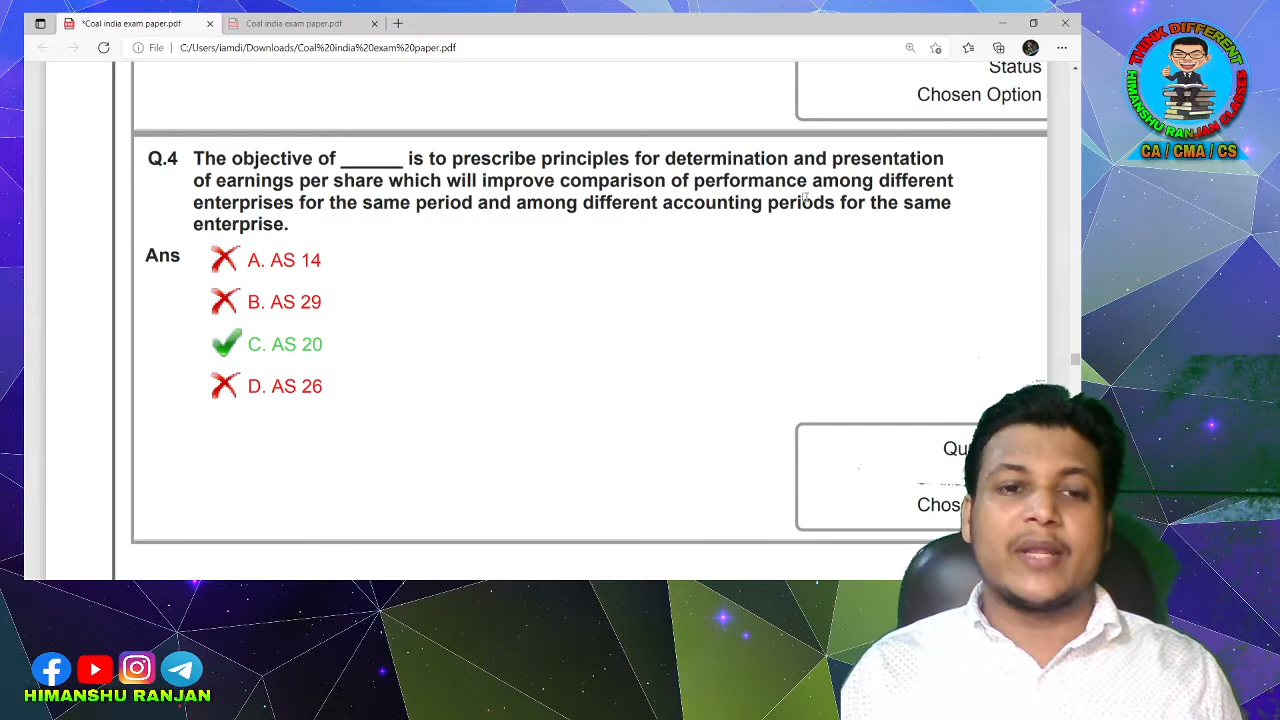 *Coal india exam paper.pdf
Coal india exam paper.pdf
File
C:/Users/iamdi/Downloads/Coal%20india%20exam%20paper.pdf
THINK DIFFERENT
HIMANSHU RANJAN CLASSES
CA / CMA / CS
Status
Chosen Option
Q.4 The objective of ______ is to prescribe principles for determination and presentation
of earnings per share which will improve comparison of performance among different
enterprises for the same period and among different accounting periods for the same
enterprise.
Ans
A. AS 14
B. AS 29
C. AS 20
D. AS 26
Qu
Chos
HIMANSHU RANJAN